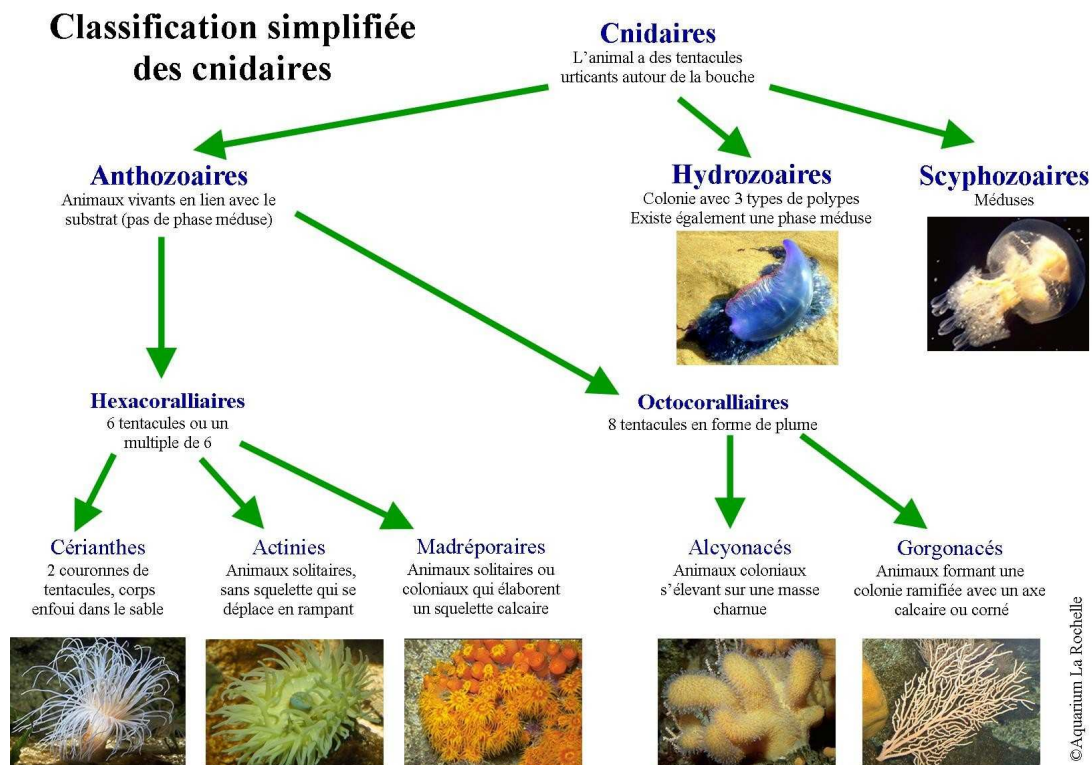 Classification simplifiée
des cnidaires
Cnidaires
L'animal a des tentacules
urticants autour de la bouche
Anthozoaires
Animaux vivants en lien avec le
substrat (pas de phase méduse)
Hydrozoaires
Colonie avec 3 types de polypes
Existe également une phase méduse
Scyphozoaires
Méduses
Hexacoralliaires
6 tentacules ou un
multiple de 6
Octocoralliaires
8 tentacules en forme de plume
Cérianthes
2 couronnes de
tentacules, corps
enfoui dans le sable
Actinies
Animaux solitaires,
sans squelette qui se
déplace en rampant
Madréporaires
Animaux solitaires ou
coloniaux qui élaborent
un squelette calcaire
Alcyonacés
Animaux coloniaux
s'élevant sur une masse
charnue
Gorgonacés
Animaux formant une
colonie ramifiée avec un axe
calcaire ou corné
©Aquarium La Rochelle